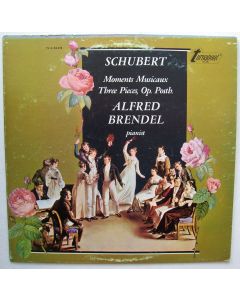 turnabout
SCHUBERT
Moments Musicaux
Three Pieces, Op. Posth.
ALFRED
BRENDEL
pianist